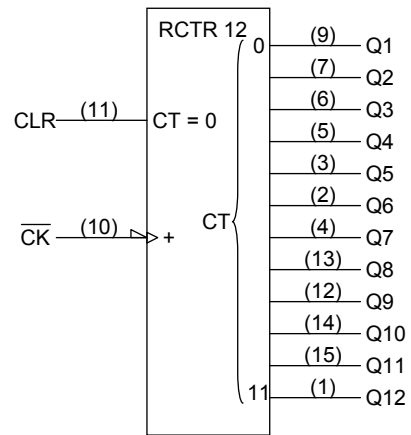 RCTR 12
0 (9) Q1
(7) Q2
(6) Q3
CLR (11) CT = 0
(5) Q4
(3) Q5
(2) Q6
CT
C̅K̅ (10) +
(4) Q7
(13) Q8
(12) Q9
(14) Q10
(15) Q11
11 (1) Q12